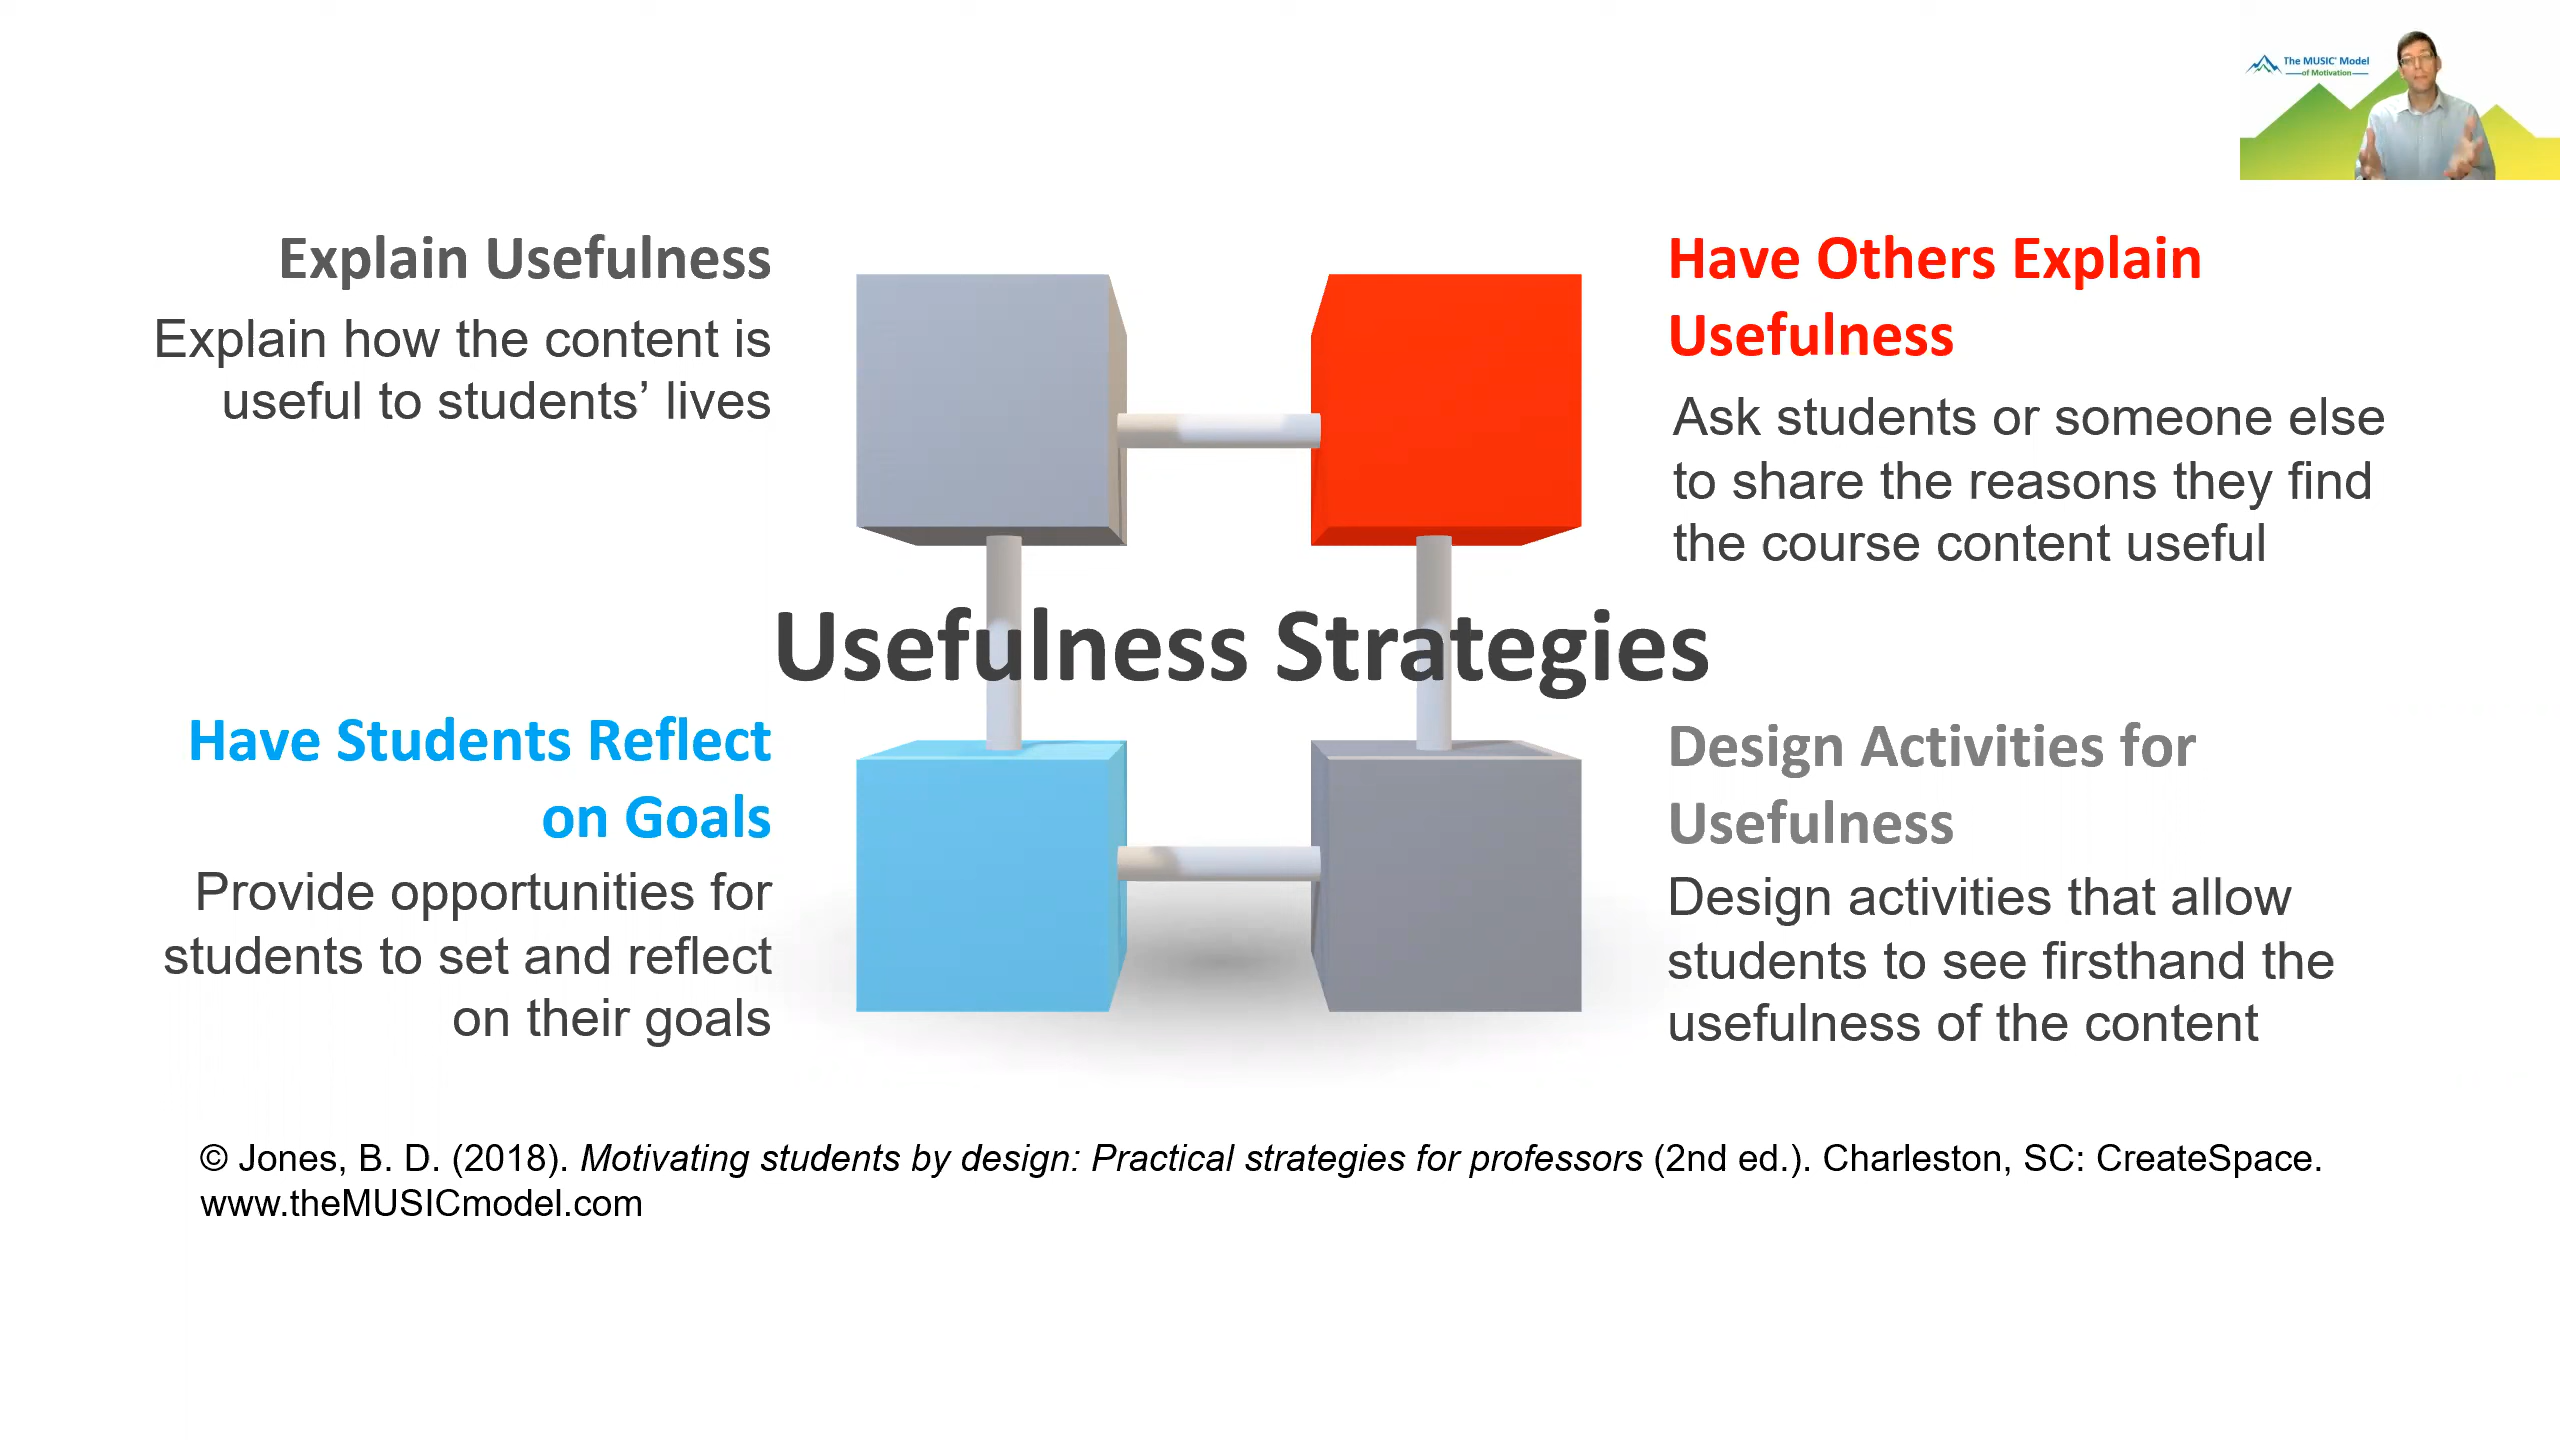 The MUSIC® Model
of Motivation
Explain Usefulness
Explain how the content is
useful to students’ lives
Have Others Explain
Usefulness
Ask students or someone else
to share the reasons they find
the course content useful
Usefulness Strategies
Have Students Reflect
on Goals
Provide opportunities for
students to set and reflect
on their goals
Design Activities for
Usefulness
Design activities that allow
students to see firsthand the
usefulness of the content
© Jones, B. D. (2018). Motivating students by design: Practical strategies for professors (2nd ed.). Charleston, SC: CreateSpace.
www.theMUSICmodel.com